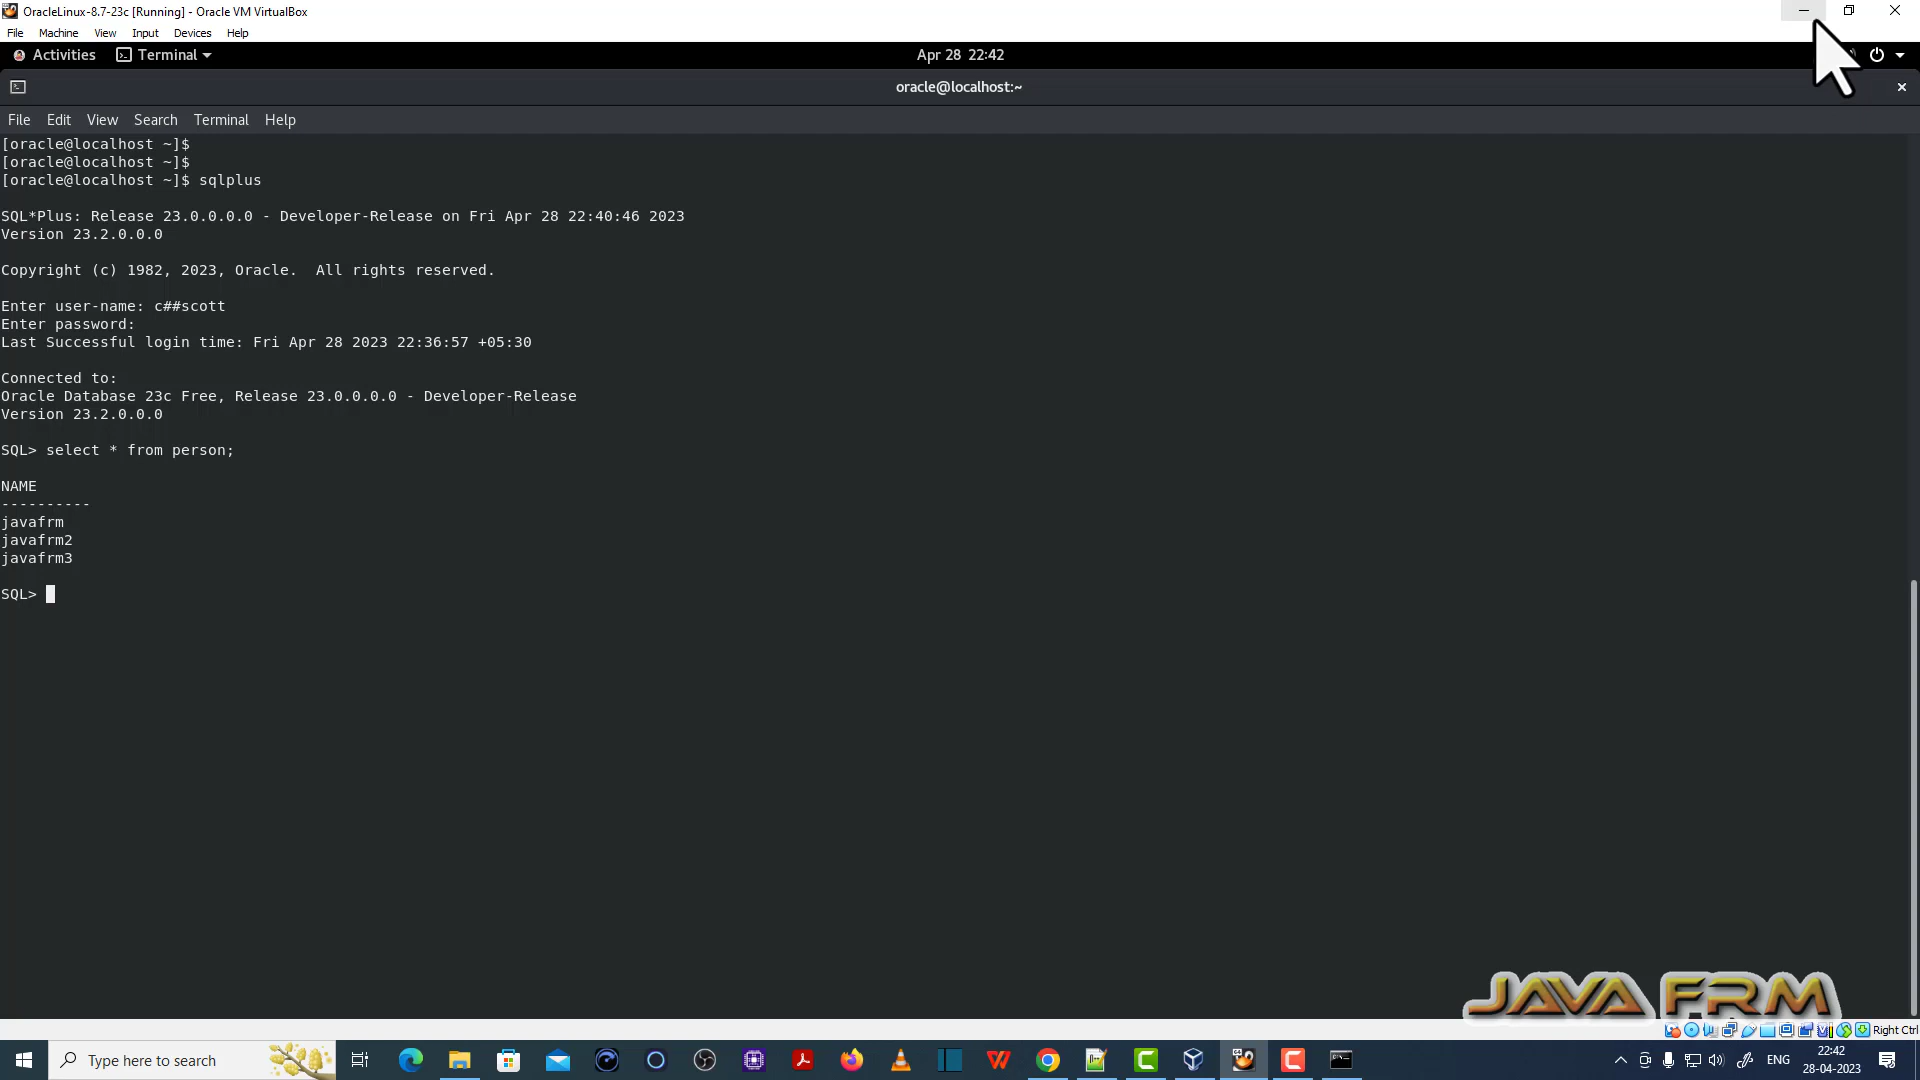 OracleLinux-8.7-23c [Running] - Oracle VM VirtualBox
File Machine View Input Devices Help
Activities Terminal Apr 28 22:42
oracle@localhost:~
File Edit View Search Terminal Help
[oracle@localhost ~]$
[oracle@localhost ~]$
[oracle@localhost ~]$ sqlplus
SQL*Plus: Release 23.0.0.0.0 - Developer-Release on Fri Apr 28 22:40:46 2023
Version 23.2.0.0.0
Copyright (c) 1982, 2023, Oracle.  All rights reserved.
Enter user-name: c##scott
Enter password:
Last Successful login time: Fri Apr 28 2023 22:36:57 +05:30
Connected to:
Oracle Database 23c Free, Release 23.0.0.0.0 - Developer-Release
Version 23.2.0.0.0
SQL> select * from person;
NAME
----------
javafrm
javafrm2
javafrm3
SQL>
JAVA FRM
Right Ctrl
Type here to search
ENG
22:42
28-04-2023